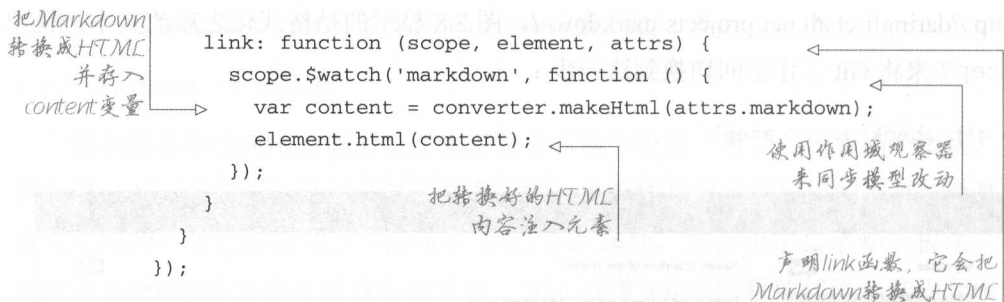 ttp://daringfireball.net/projects/markdown/
把Markdown
转换成HTML
并存入
content变量
link: function (scope, element, attrs) {
scope.$watch('markdown', function () {
var content = converter.makeHtml(attrs.markdown);
element.html(content);
});
}
}
});
使用作用域观察器
来同步模型改动
把转换好的HTML
内容注入元素
声明link函数，它会把
Markdown转换成HTML